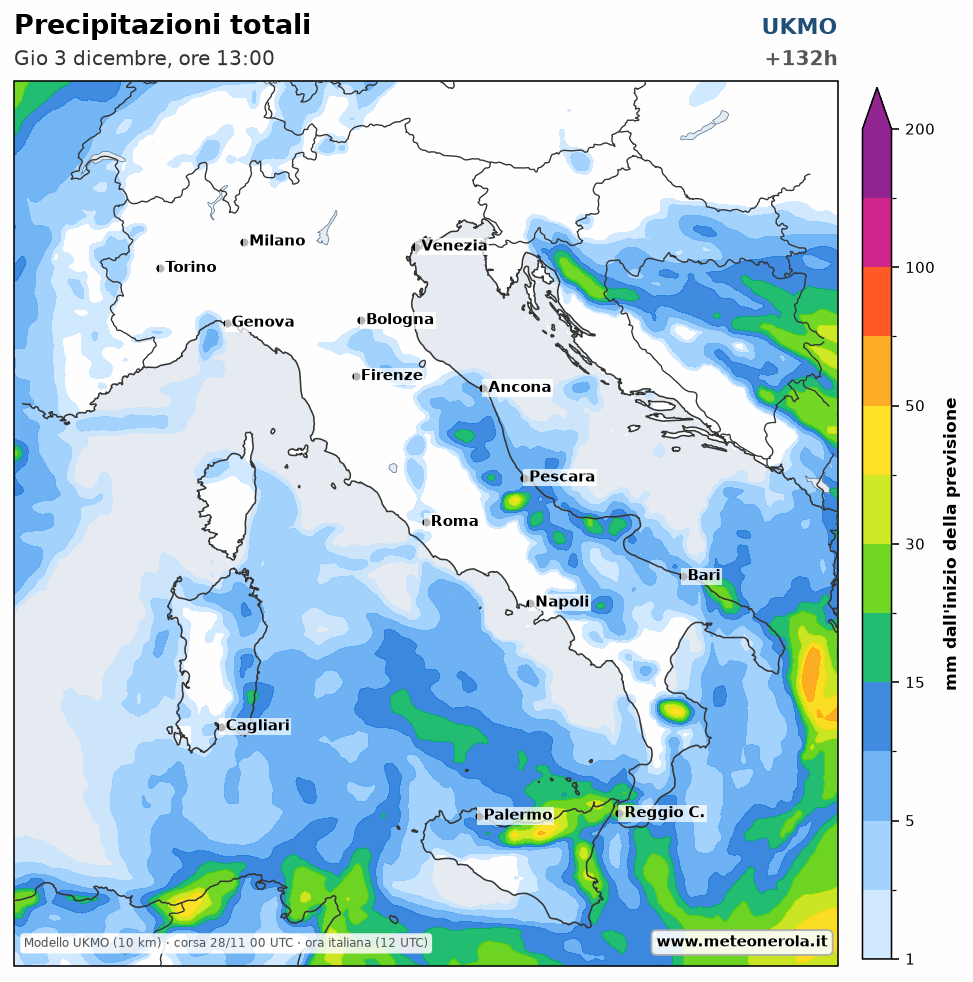 Precipitazioni totali
UKMO
Gio 3 dicembre, ore 13:00
+132h
200
100
50
30
15
5
1
mm dall'inizio della previsione
Milano
Venezia
Torino
Genova
Bologna
Firenze
Ancona
Pescara
Roma
Bari
Napoli
Cagliari
Palermo
Reggio C.
Modello UKMO (10 km) · corsa 28/11 00 UTC · ora italiana (12 UTC)
www.meteonerola.it